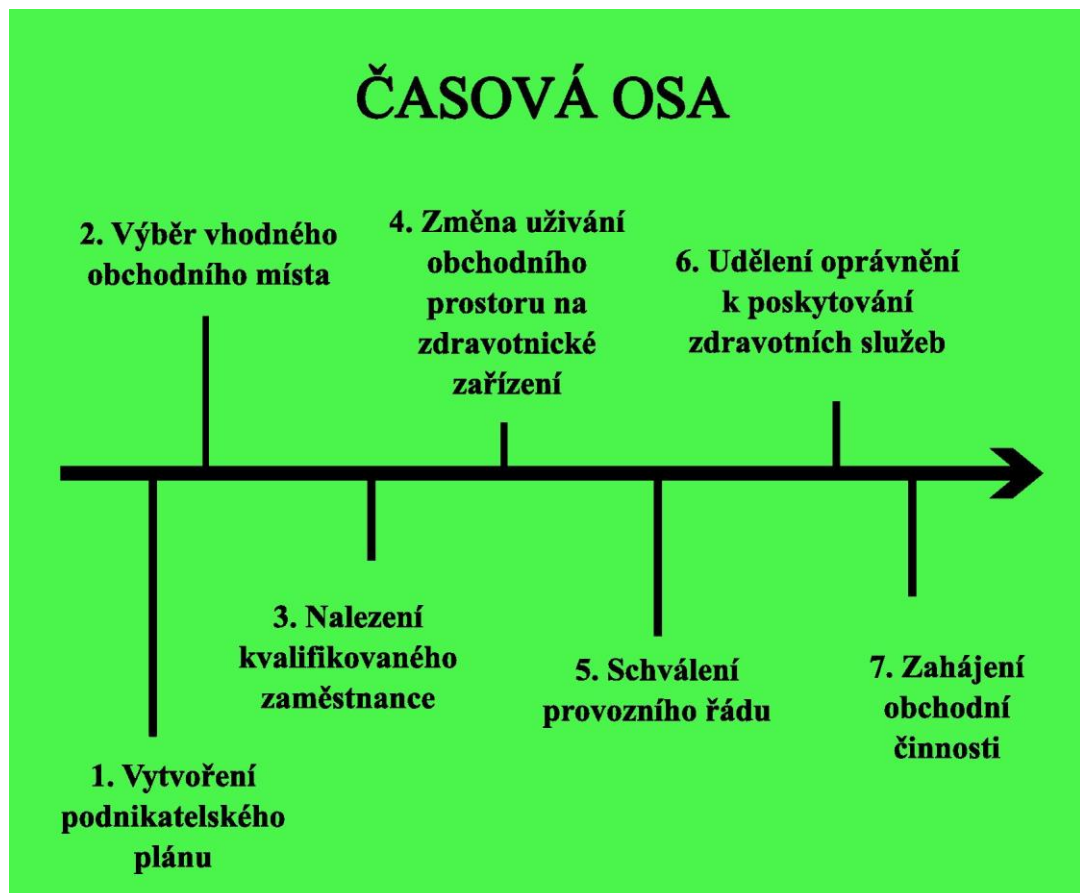 ČASOVÁ OSA
1. Vytvoření
podnikatelského
plánu
2. Výběr vhodného
obchodního místa
3. Nalezení
kvalifikovaného
zaměstnance
4. Změna uživání
obchodního
prostoru na
zdravotnické
zařízení
5. Schválení
provozního řádu
6. Udělení oprávnění
k poskytování
zdravotních služeb
7. Zahájení
obchodní
činnosti